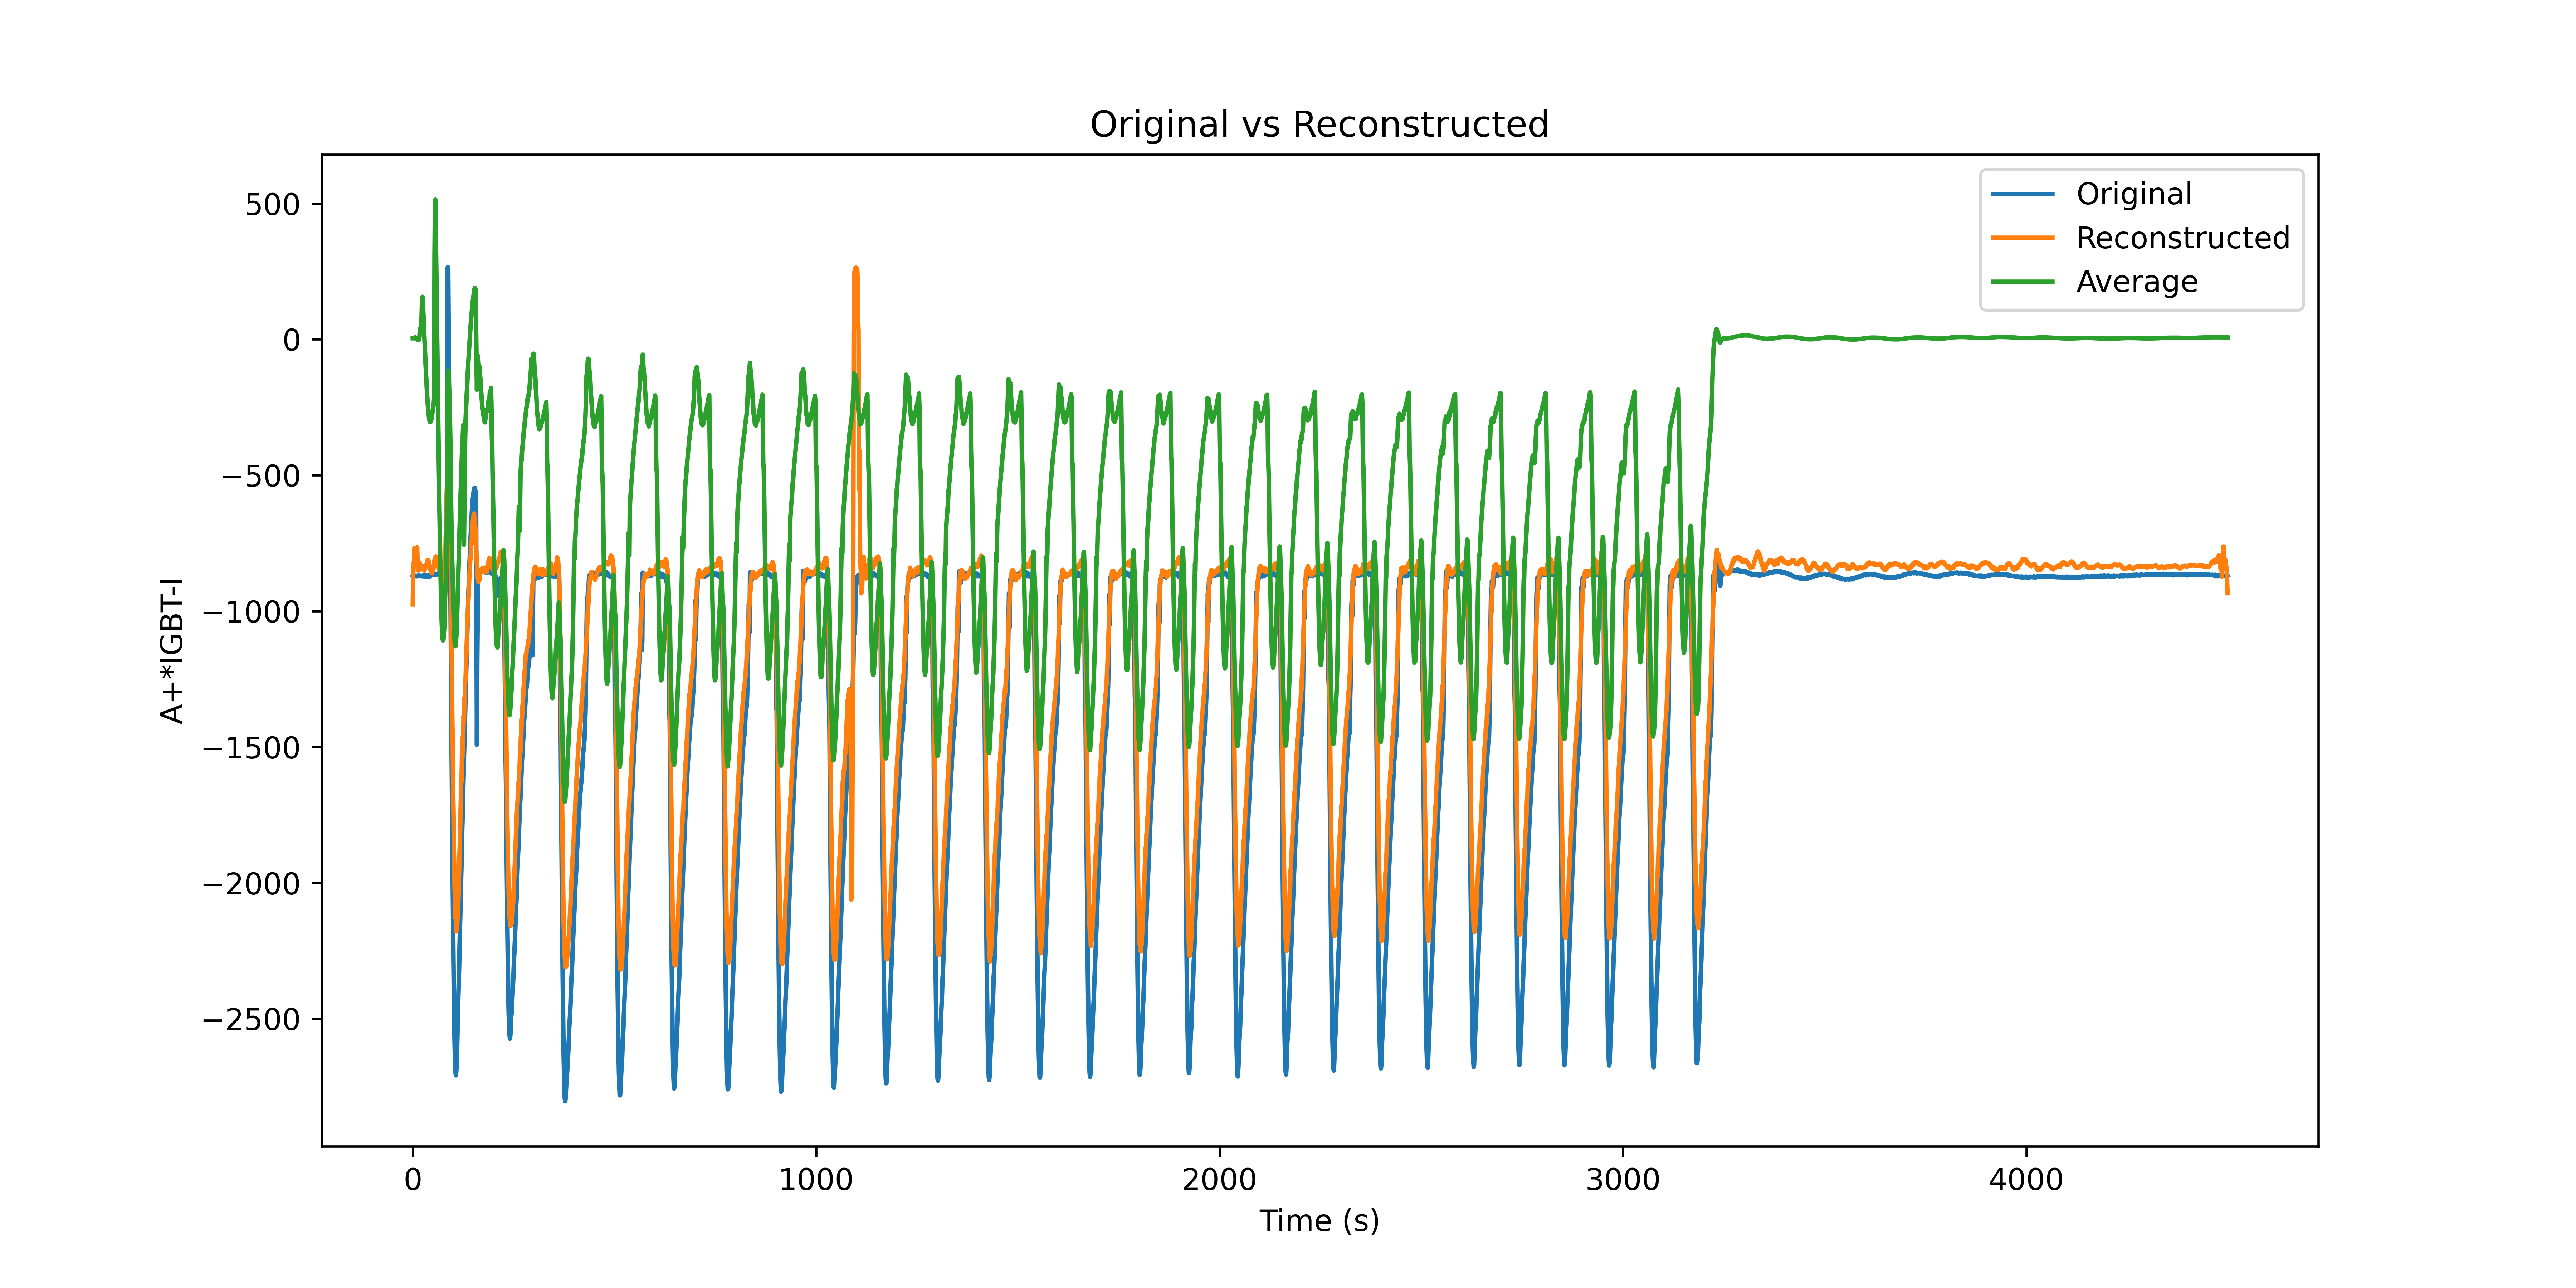 Original vs Reconstructed
Original
Reconstructed
Average
500
0
−500
−1000
−1500
−2000
−2500
A+*IGBT-I
0 1000 2000 3000 4000
Time (s)